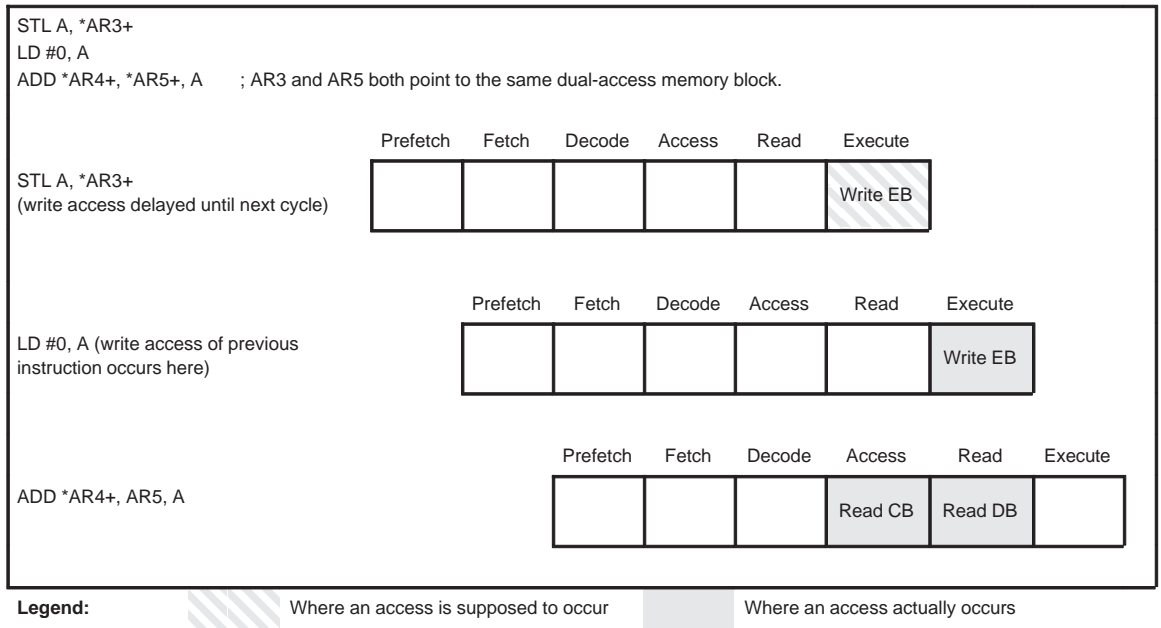 STL A, *AR3+
LD #0, A
ADD *AR4+, *AR5+, A ; AR3 and AR5 both point to the same dual-access memory block.
Prefetch Fetch Decode Access Read Execute
STL A, *AR3+
(write access delayed until next cycle)
Write EB
Prefetch Fetch Decode Access Read Execute
LD #0, A (write access of previous
instruction occurs here)
Write EB
Prefetch Fetch Decode Access Read Execute
ADD *AR4+, AR5, A
Read CB Read DB
Legend: Where an access is supposed to occur Where an access actually occurs